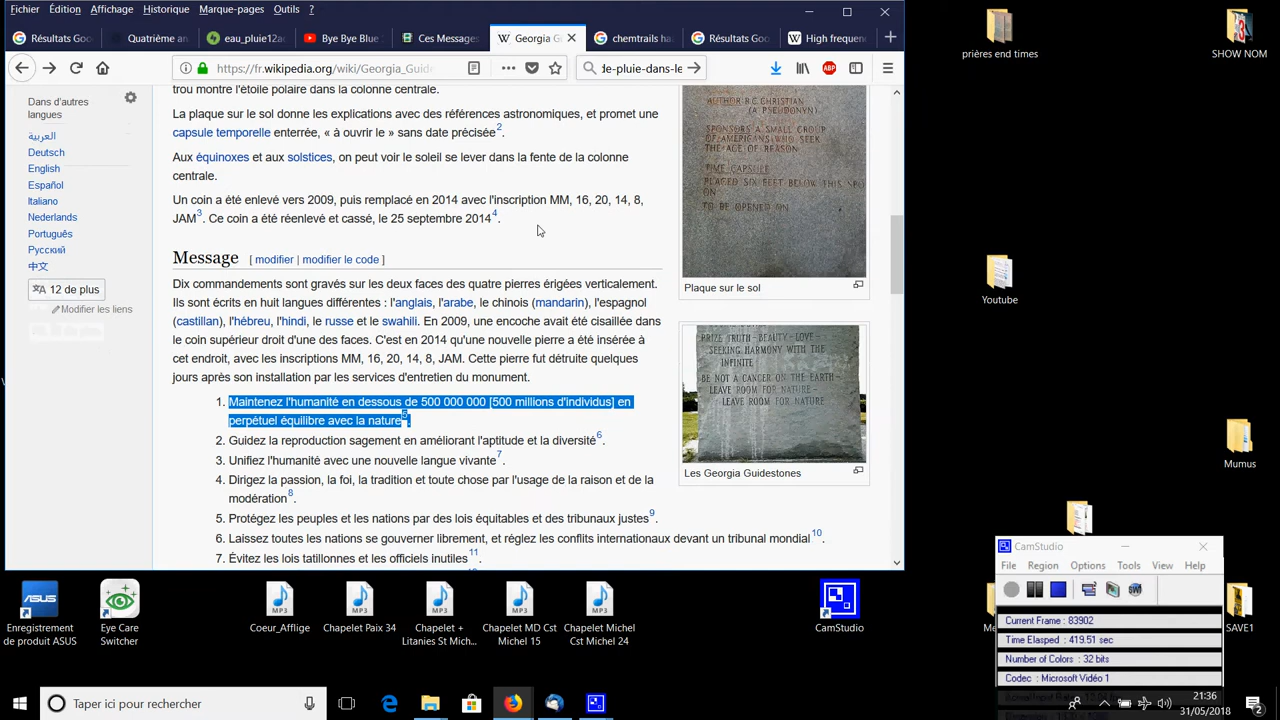 Fichier Édition Affichage Historique Marque-pages Outils ?
Résultats Goo
Quatrième an
eau_pluie12a
Bye Bye Blue
Ces Messages
Georgia G
chemtrails ha
Résultats Goo
High frequen
https://fr.wikipedia.org/wiki/Georgia_Guide
de-pluie-dans-le
ABP
Dans d'autres
langues
العربية
Deutsch
English
Español
Italiano
Nederlands
Português
Русский
中文
12 de plus
Modifier les liens
trou montre l'étoile polaire dans la colonne centrale.
La plaque sur le sol donne les explications avec des références astronomiques, et promet une
capsule temporelle enterrée, « à ouvrir le » sans date précisée2.
Aux équinoxes et aux solstices, on peut voir le soleil se lever dans la fente de la colonne
centrale.
Un coin a été enlevé vers 2009, puis remplacé en 2014 avec l'inscription MM, 16, 20, 14, 8,
JAM3. Ce coin a été réenlevé et cassé, le 25 septembre 20144.
Message [ modifier | modifier le code ]
Dix commandements sont gravés sur les deux faces des quatre pierres érigées verticalement.
Ils sont écrits en huit langues différentes : l'anglais, l'arabe, le chinois (mandarin), l'espagnol
(castillan), l'hébreu, l'hindi, le russe et le swahili. En 2009, une encoche avait été cisaillée dans
le coin supérieur droit d'une des faces. C'est en 2014 qu'une nouvelle pierre a été insérée à
cet endroit, avec les inscriptions MM, 16, 20, 14, 8, JAM. Cette pierre fut détruite quelques
jours après son installation par les services d'entretien du monument.
1. Maintenez l'humanité en dessous de 500 000 000 [500 millions d'individus] en
perpétuel équilibre avec la nature5.
2. Guidez la reproduction sagement en améliorant l'aptitude et la diversité6.
3. Unifiez l'humanité avec une nouvelle langue vivante7.
4. Dirigez la passion, la foi, la tradition et toute chose par l'usage de la raison et de la
modération8.
5. Protégez les peuples et les nations par des lois équitables et des tribunaux justes9.
6. Laissez toutes les nations se gouverner librement, et réglez les conflits internationaux devant un tribunal mondial10.
7. Évitez les lois tatillonnes et les officiels inutiles11.
AUTHOR: R.C. CHRISTIAN
(A PSEUDONYN)
SPONSORS: A SMALL GROUP
OF AMERICANS WHO SEEK
THE AGE OF REASON
TIME CAPSULE
PLACED SIX FEET BELOW THIS SPO
ON
TO BE OPENED ON
Plaque sur le sol
PRIZE TRUTH - BEAUTY - LOVE -
SEEKING HARMONY WITH THE
INFINITE
BE NOT A CANCER ON THE EARTH -
LEAVE ROOM FOR NATURE -
LEAVE ROOM FOR NATURE
Les Georgia Guidestones
prières end times
SHOW NOM
Youtube
Mumus
SAVE1
CamStudio
File Region Options Tools View Help
Current Frame : 83902
Time Elasped : 419.51 sec
Number of Colors : 32 bits
Codec : Microsoft Vidéo 1
ASUS
Enregistrement
de produit ASUS
Eye Care
Switcher
MP3
Coeur_Afflige
MP3
Chapelet Paix 34
MP3
Chapelet +
Litanies St Mich...
MP3
Chapelet MD Cst
Michel 15
MP3
Chapelet Michel
Cst Michel 24
CamStudio
Taper ici pour rechercher
21:36
31/05/2018
2